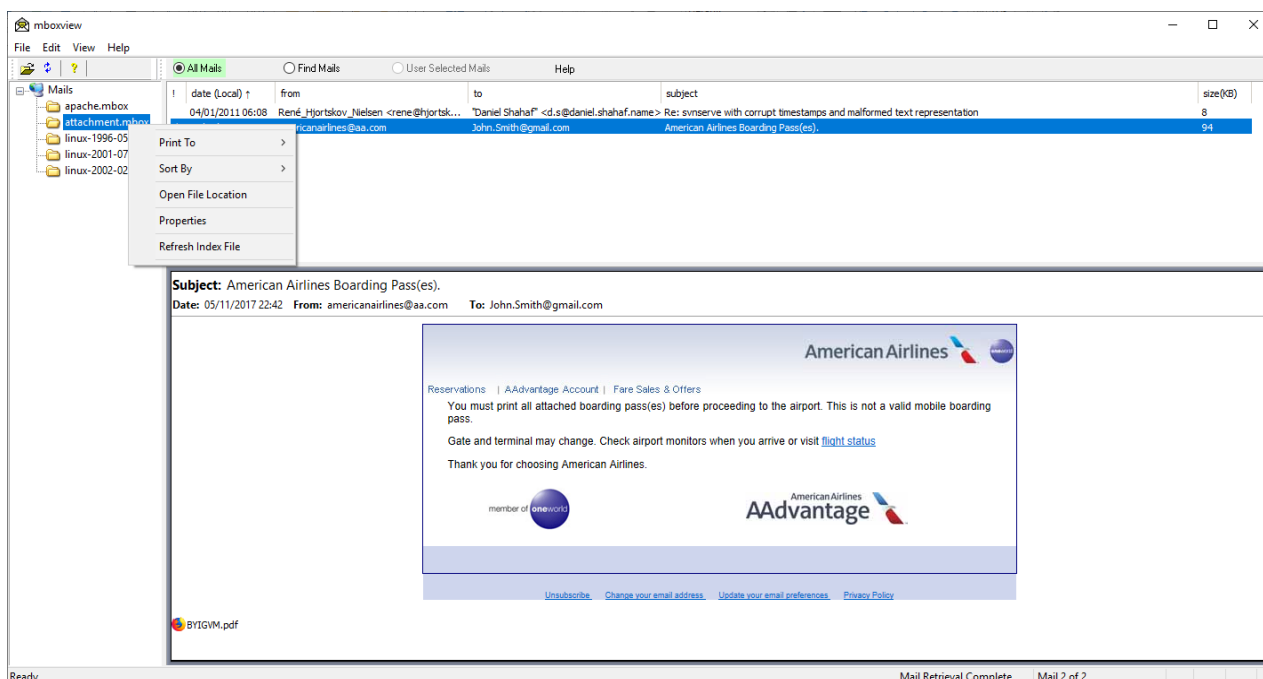 mboxview
File Edit View Help
All Mails Find Mails User Selected Mails Help
Mails
apache.mbox
attachment.mbox
linux-1996-05
linux-2001-07
linux-2002-02
Print To
Sort By
Open File Location
Properties
Refresh Index File
! date (Local) ↑ from to subject size(KB)
04/01/2011 06:08 René_Hjortskov_Nielsen <rene@hjortsk... "Daniel Shahaf" <d.s@daniel.shahaf.name> Re: svnserve with corrupt timestamps and malformed text representation 8
ricanairlines@aa.com John.Smith@gmail.com American Airlines Boarding Pass(es). 94
Subject: American Airlines Boarding Pass(es).
Date: 05/11/2017 22:42 From: americanairlines@aa.com To: John.Smith@gmail.com
American Airlines oneworld
Reservations | AAdvantage Account | Fare Sales & Offers
You must print all attached boarding pass(es) before proceeding to the airport. This is not a valid mobile boarding
pass.
Gate and terminal may change. Check airport monitors when you arrive or visit flight status
Thank you for choosing American Airlines.
member of oneworld
American Airlines
AAdvantage
Unsubscribe Change your email address Update your email preferences Privacy Policy
BYIGVM.pdf
Ready Mail Retrieval Complete Mail 2 of 2